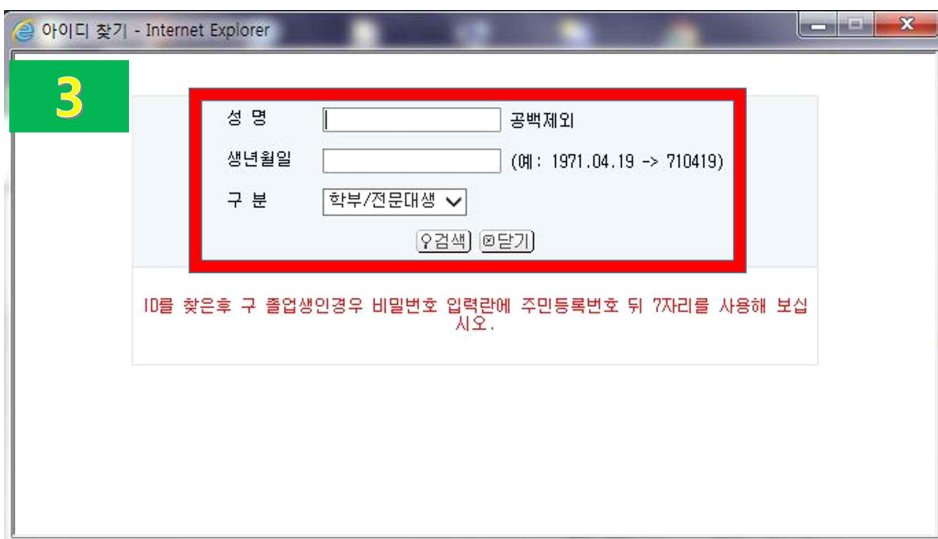 아이디 찾기 - Internet Explorer
3
성 명 공백제외
생년월일 (예: 1971.04.19 -> 710419)
구 분 학부/전문대생
검색 닫기
ID를 찾은후 구 졸업생인경우 비밀번호 입력란에 주민등록번호 뒤 7자리를 사용해 보십
시오.